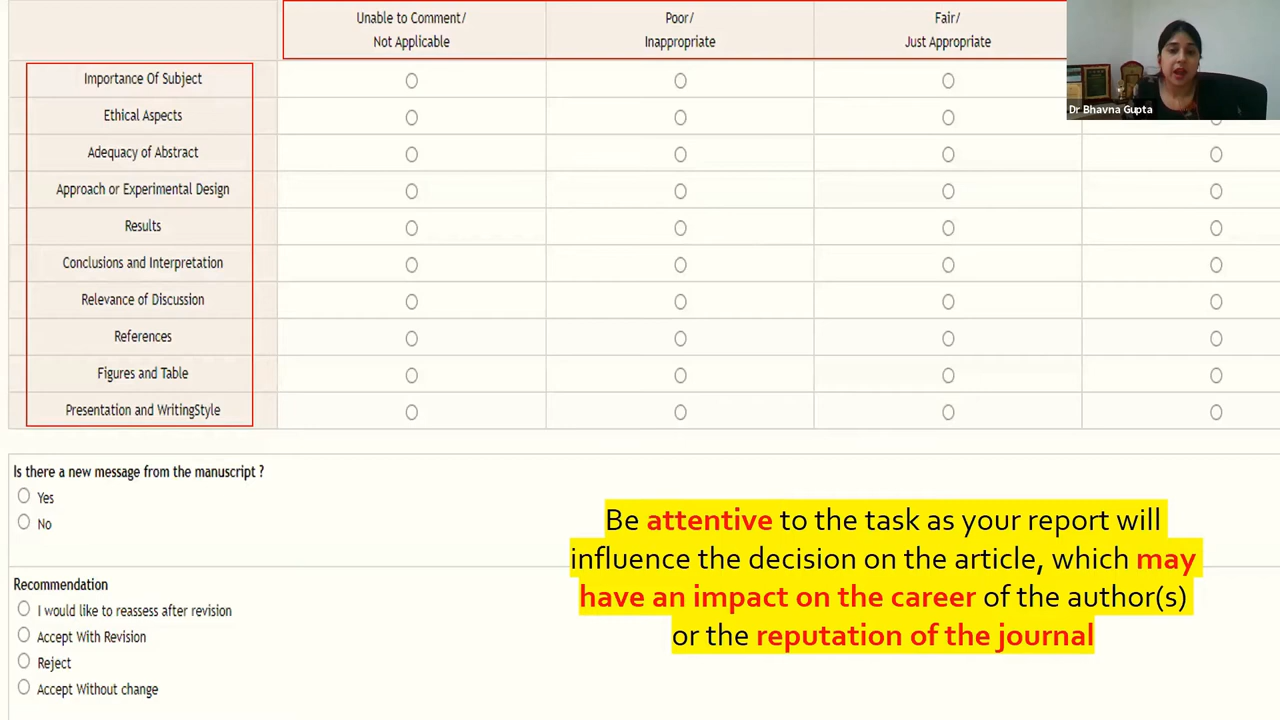 Unable to Comment/
Not Applicable
Poor/
Inappropriate
Fair/
Just Appropriate
Dr Bhavna Gupta
Importance Of Subject
Ethical Aspects
Adequacy of Abstract
Approach or Experimental Design
Results
Conclusions and Interpretation
Relevance of Discussion
References
Figures and Table
Presentation and WritingStyle
Is there a new message from the manuscript ?
Yes
No
Recommendation
I would like to reassess after revision
Accept With Revision
Reject
Accept Without change
Be attentive to the task as your report will
influence the decision on the article, which may
have an impact on the career of the author(s)
or the reputation of the journal